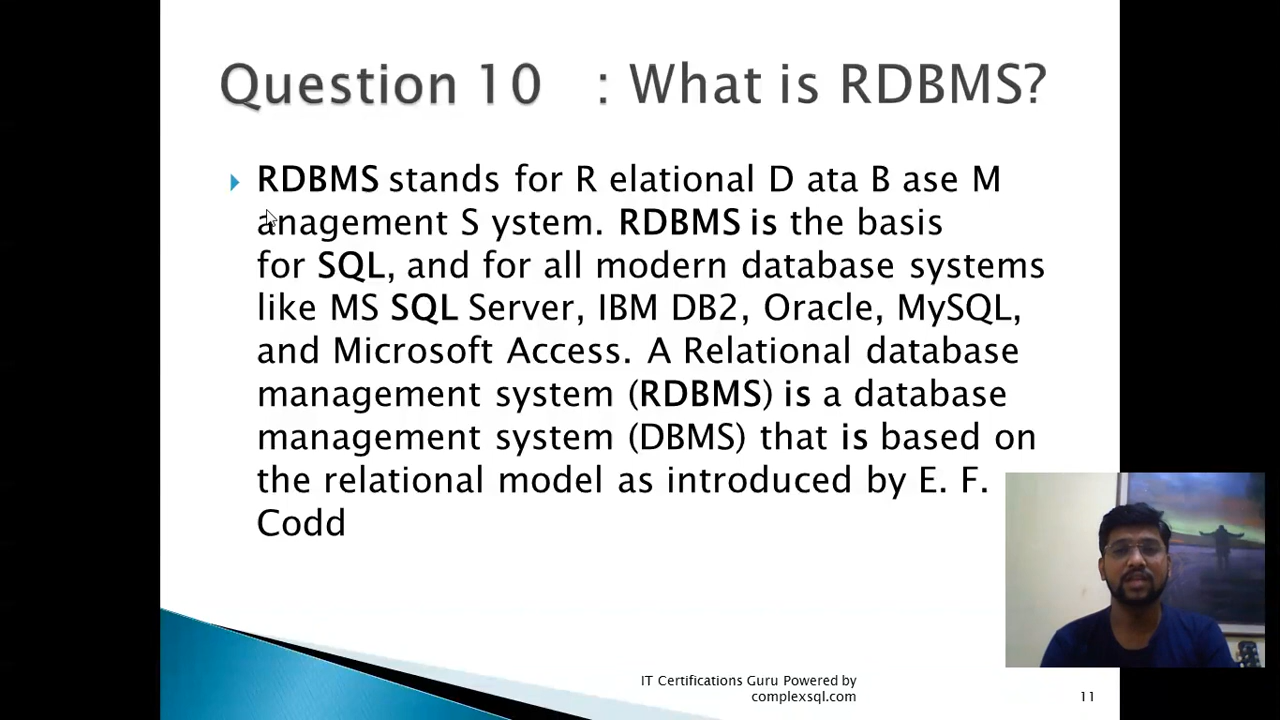 Question 10 : What is RDBMS?
RDBMS stands for R elational D ata B ase M
anagement S ystem. RDBMS is the basis
for SQL, and for all modern database systems
like MS SQL Server, IBM DB2, Oracle, MySQL,
and Microsoft Access. A Relational database
management system (RDBMS) is a database
management system (DBMS) that is based on
the relational model as introduced by E. F.
Codd
IT Certifications Guru Powered by
complexsql.com
11